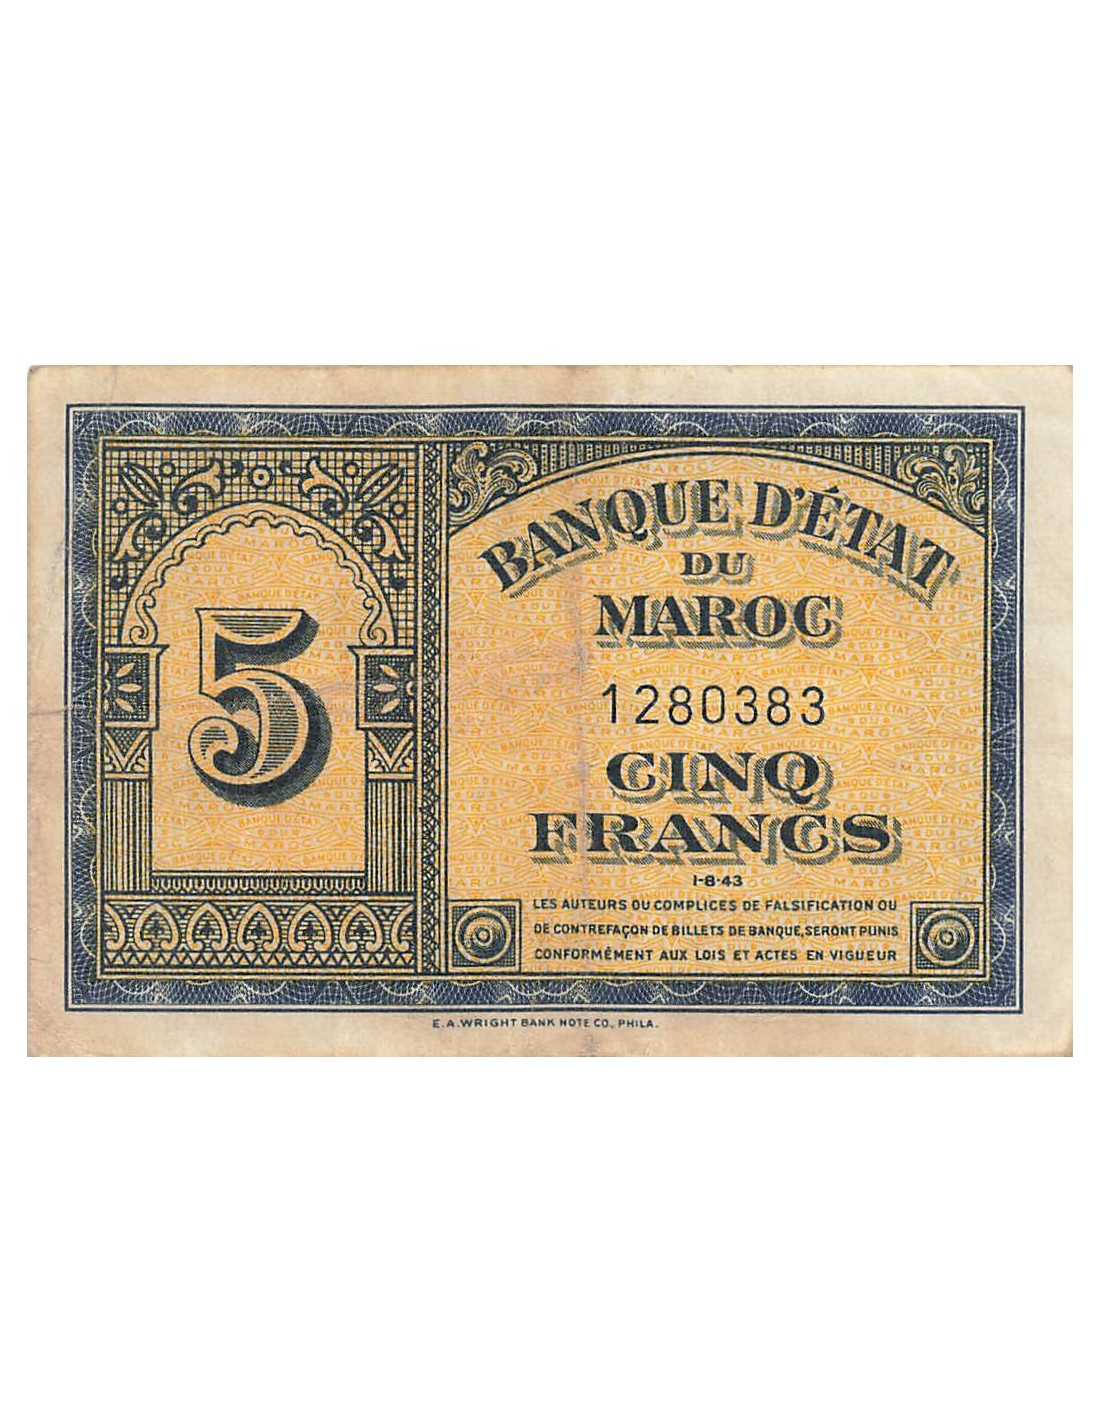 5
BANQUE D'ÉTAT
DU
MAROC
1280383
CINQ
FRANCS
1-8-43
LES AUTEURS OU COMPLICES DE FALSIFICATION OU
DE CONTREFAÇON DE BILLETS DE BANQUE, SERONT PUNIS
CONFORMÉMENT AUX LOIS ET ACTES EN VIGUEUR
E.A.WRIGHT BANK NOTE CO., PHILA.